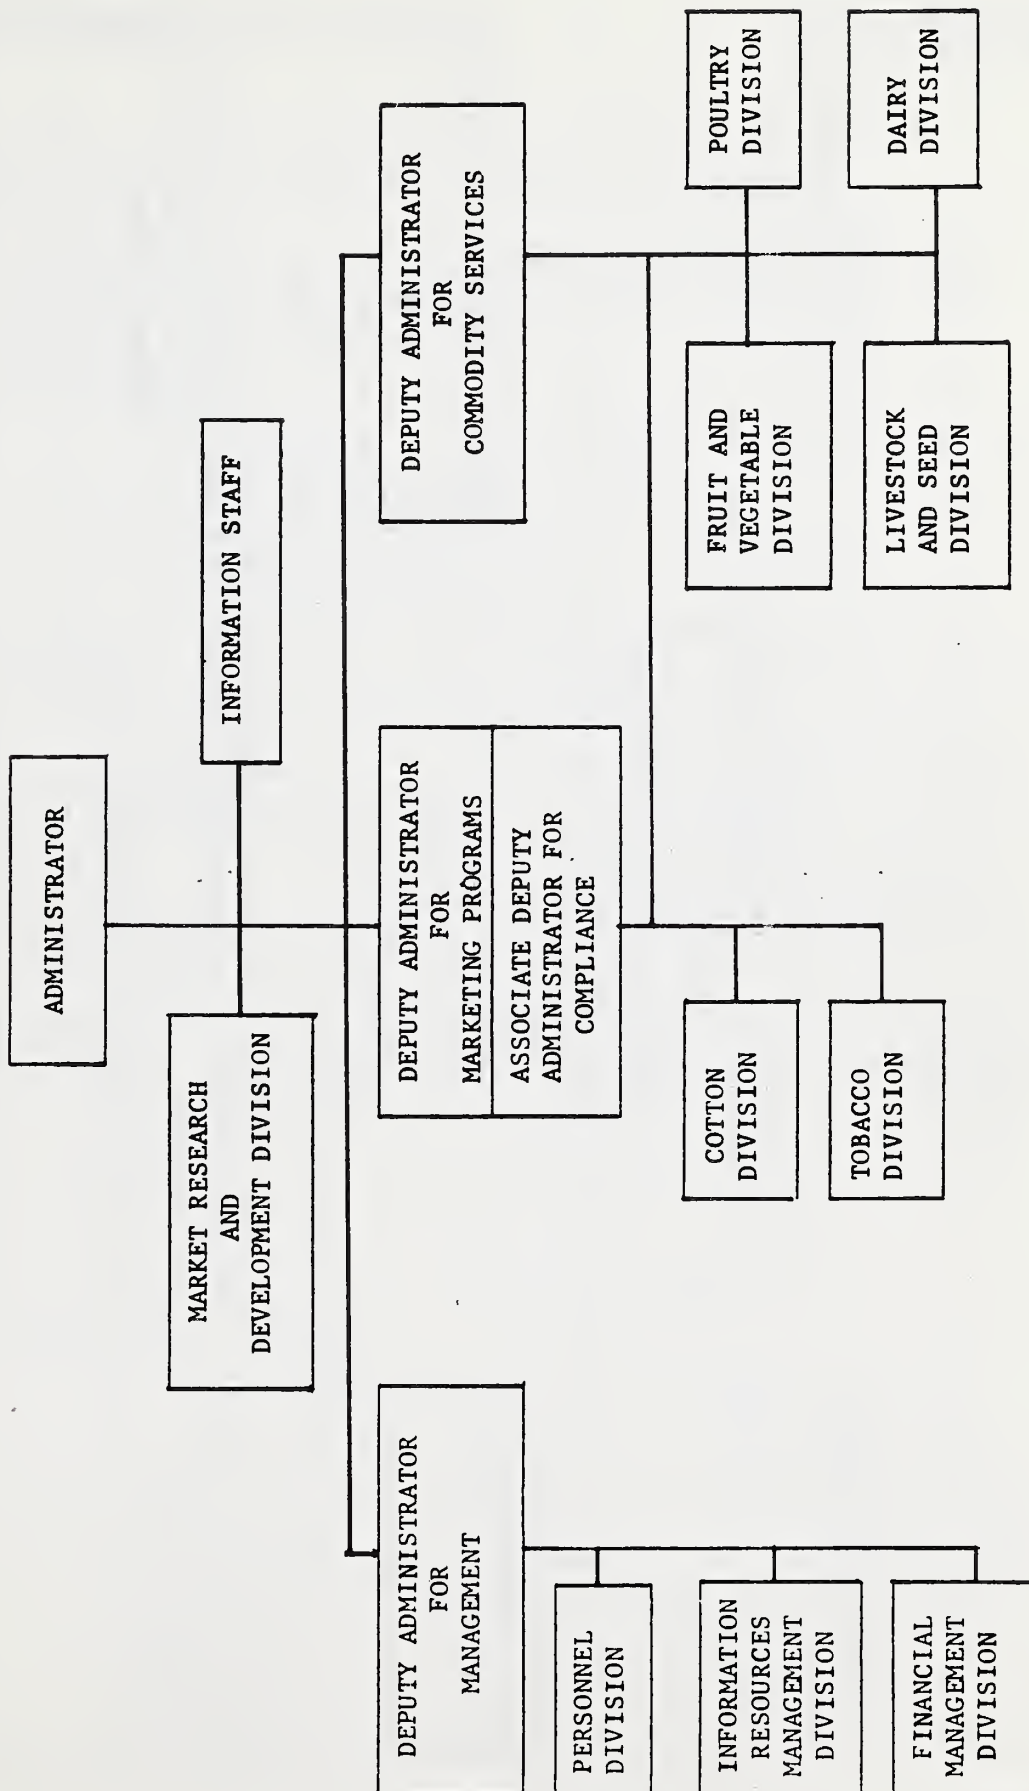 ADMINISTRATOR
MARKET RESEARCH
AND
DEVELOPMENT DIVISION
INFORMATION STAFF
DEPUTY ADMINISTRATOR
FOR
MANAGEMENT
DEPUTY ADMINISTRATOR
FOR
MARKETING PROGRAMS
ASSOCIATE DEPUTY
ADMINISTRATOR FOR
COMPLIANCE
DEPUTY ADMINISTRATOR
FOR
COMMODITY SERVICES
PERSONNEL
DIVISION
INFORMATION
RESOURCES
MANAGEMENT
DIVISION
FINANCIAL
MANAGEMENT
DIVISION
COTTON
DIVISION
TOBACCO
DIVISION
FRUIT AND
VEGETABLE
DIVISION
POULTRY
DIVISION
LIVESTOCK
AND SEED
DIVISION
DAIRY
DIVISION